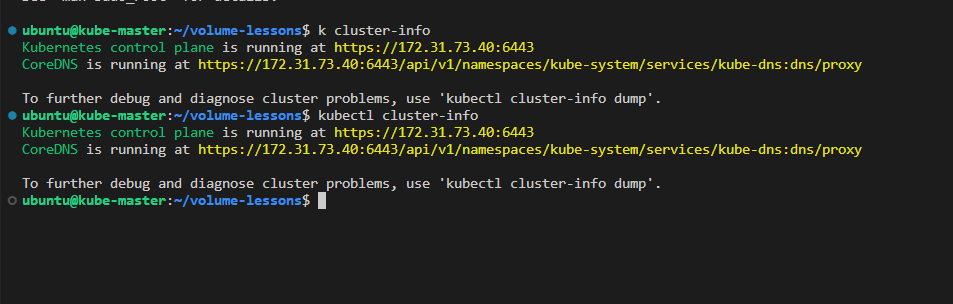 ubuntu@kube-master:~/volume-lessons$ k cluster-info
Kubernetes control plane is running at https://172.31.73.40:6443
CoreDNS is running at https://172.31.73.40:6443/api/v1/namespaces/kube-system/services/kube-dns:dns/proxy
To further debug and diagnose cluster problems, use 'kubectl cluster-info dump'.
ubuntu@kube-master:~/volume-lessons$ kubectl cluster-info
Kubernetes control plane is running at https://172.31.73.40:6443
CoreDNS is running at https://172.31.73.40:6443/api/v1/namespaces/kube-system/services/kube-dns:dns/proxy
To further debug and diagnose cluster problems, use 'kubectl cluster-info dump'.
ubuntu@kube-master:~/volume-lessons$